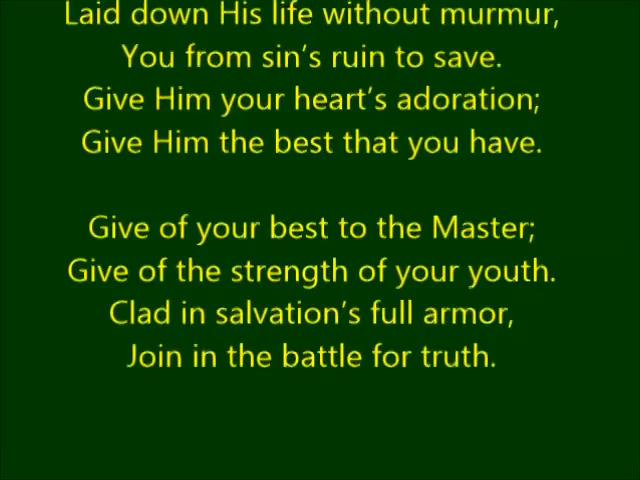 Laid down His life without murmur,
You from sin’s ruin to save.
Give Him your heart’s adoration;
Give Him the best that you have.
Give of your best to the Master;
Give of the strength of your youth.
Clad in salvation’s full armor,
Join in the battle for truth.